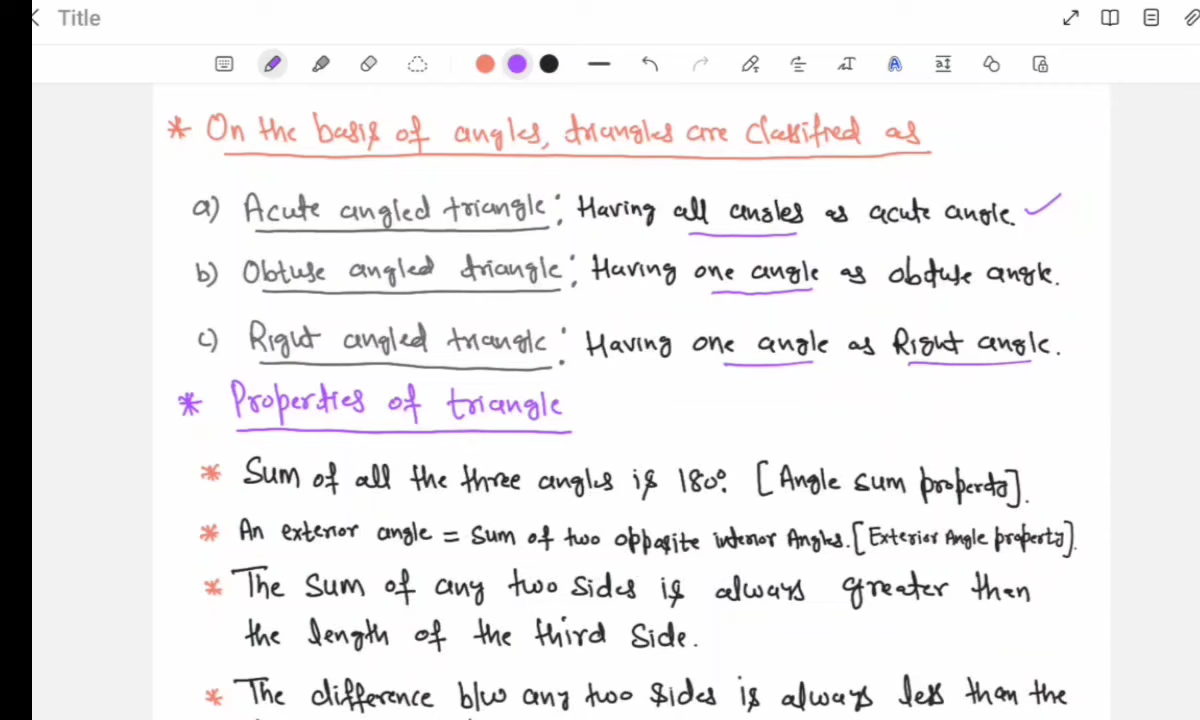 Title
* On the basis of angles, triangles are classified as
a) Acute angled triangle: Having all angles as acute angle. ✓
b) Obtuse angled triangle: Having one angle as obtuse angle.
c) Right angled triangle: Having one angle as Right angle.
* Properties of triangle
* Sum of all the three angles is 180°. [Angle sum property].
* An exterior angle = Sum of two opposite interior Angles. [Exterior Angle property].
* The sum of any two sides is always greater then
the length of the third side.
* The difference b/w any two sides is always less than the